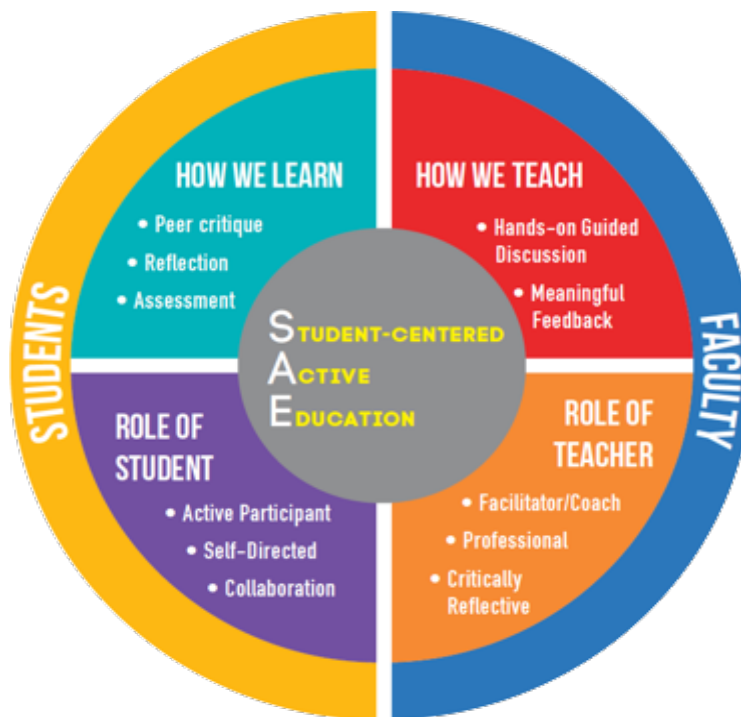 HOW WE LEARN
• Peer critique
• Reflection
• Assessment
HOW WE TEACH
• Hands-on Guided
Discussion
• Meaningful
Feedback
STUDENTS
STUDENT-CENTERED
ACTIVE
EDUCATION
FACULTY
ROLE OF
STUDENT
• Active Participant
• Self-Directed
• Collaboration
ROLE OF
TEACHER
• Facilitator/Coach
• Professional
• Critically
Reflective